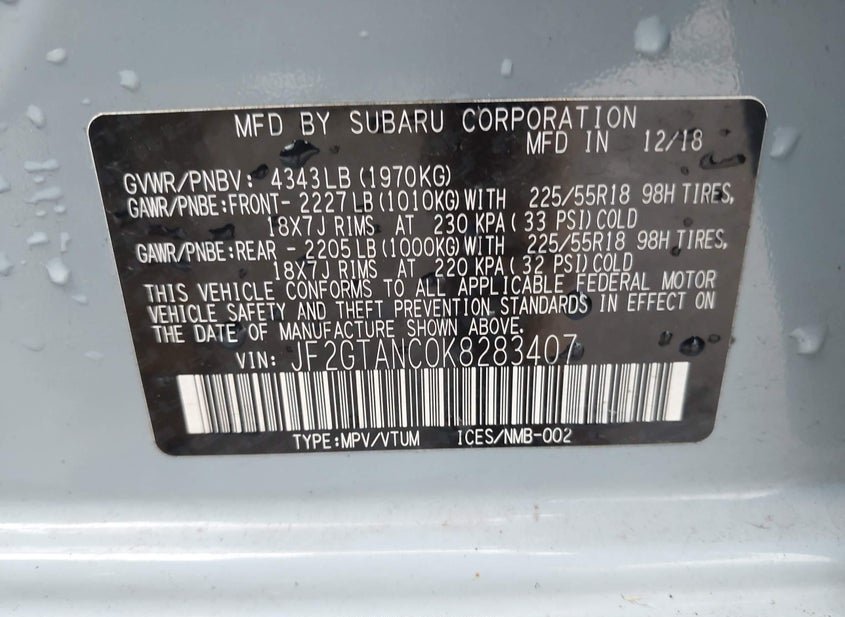 MFD BY SUBARU CORPORATION
MFD IN 12/18
GVWR/PNBV: 4343LB (1970KG)
GAWR/PNBE:FRONT- 2227LB (1010KG) WITH 225/55R18 98H TIRES,
18X7J RIMS AT 230 KPA ( 33 PSI) COLD
GAWR/PNBE:REAR - 2205LB (1000KG) WITH 225/55R18 98H TIRES,
18X7J RIMS AT 220 KPA ( 32 PSI) COLD
THIS VEHICLE CONFORMS TO ALL APPLICABLE FEDERAL MOTOR
VEHICLE SAFETY AND THEFT PREVENTION STANDARDS IN EFFECT ON
THE DATE OF MANUFACTURE SHOWN ABOVE.
VIN: JF2GTANC0K8283407
TYPE:MPV/VTUM ICES/NMB-002